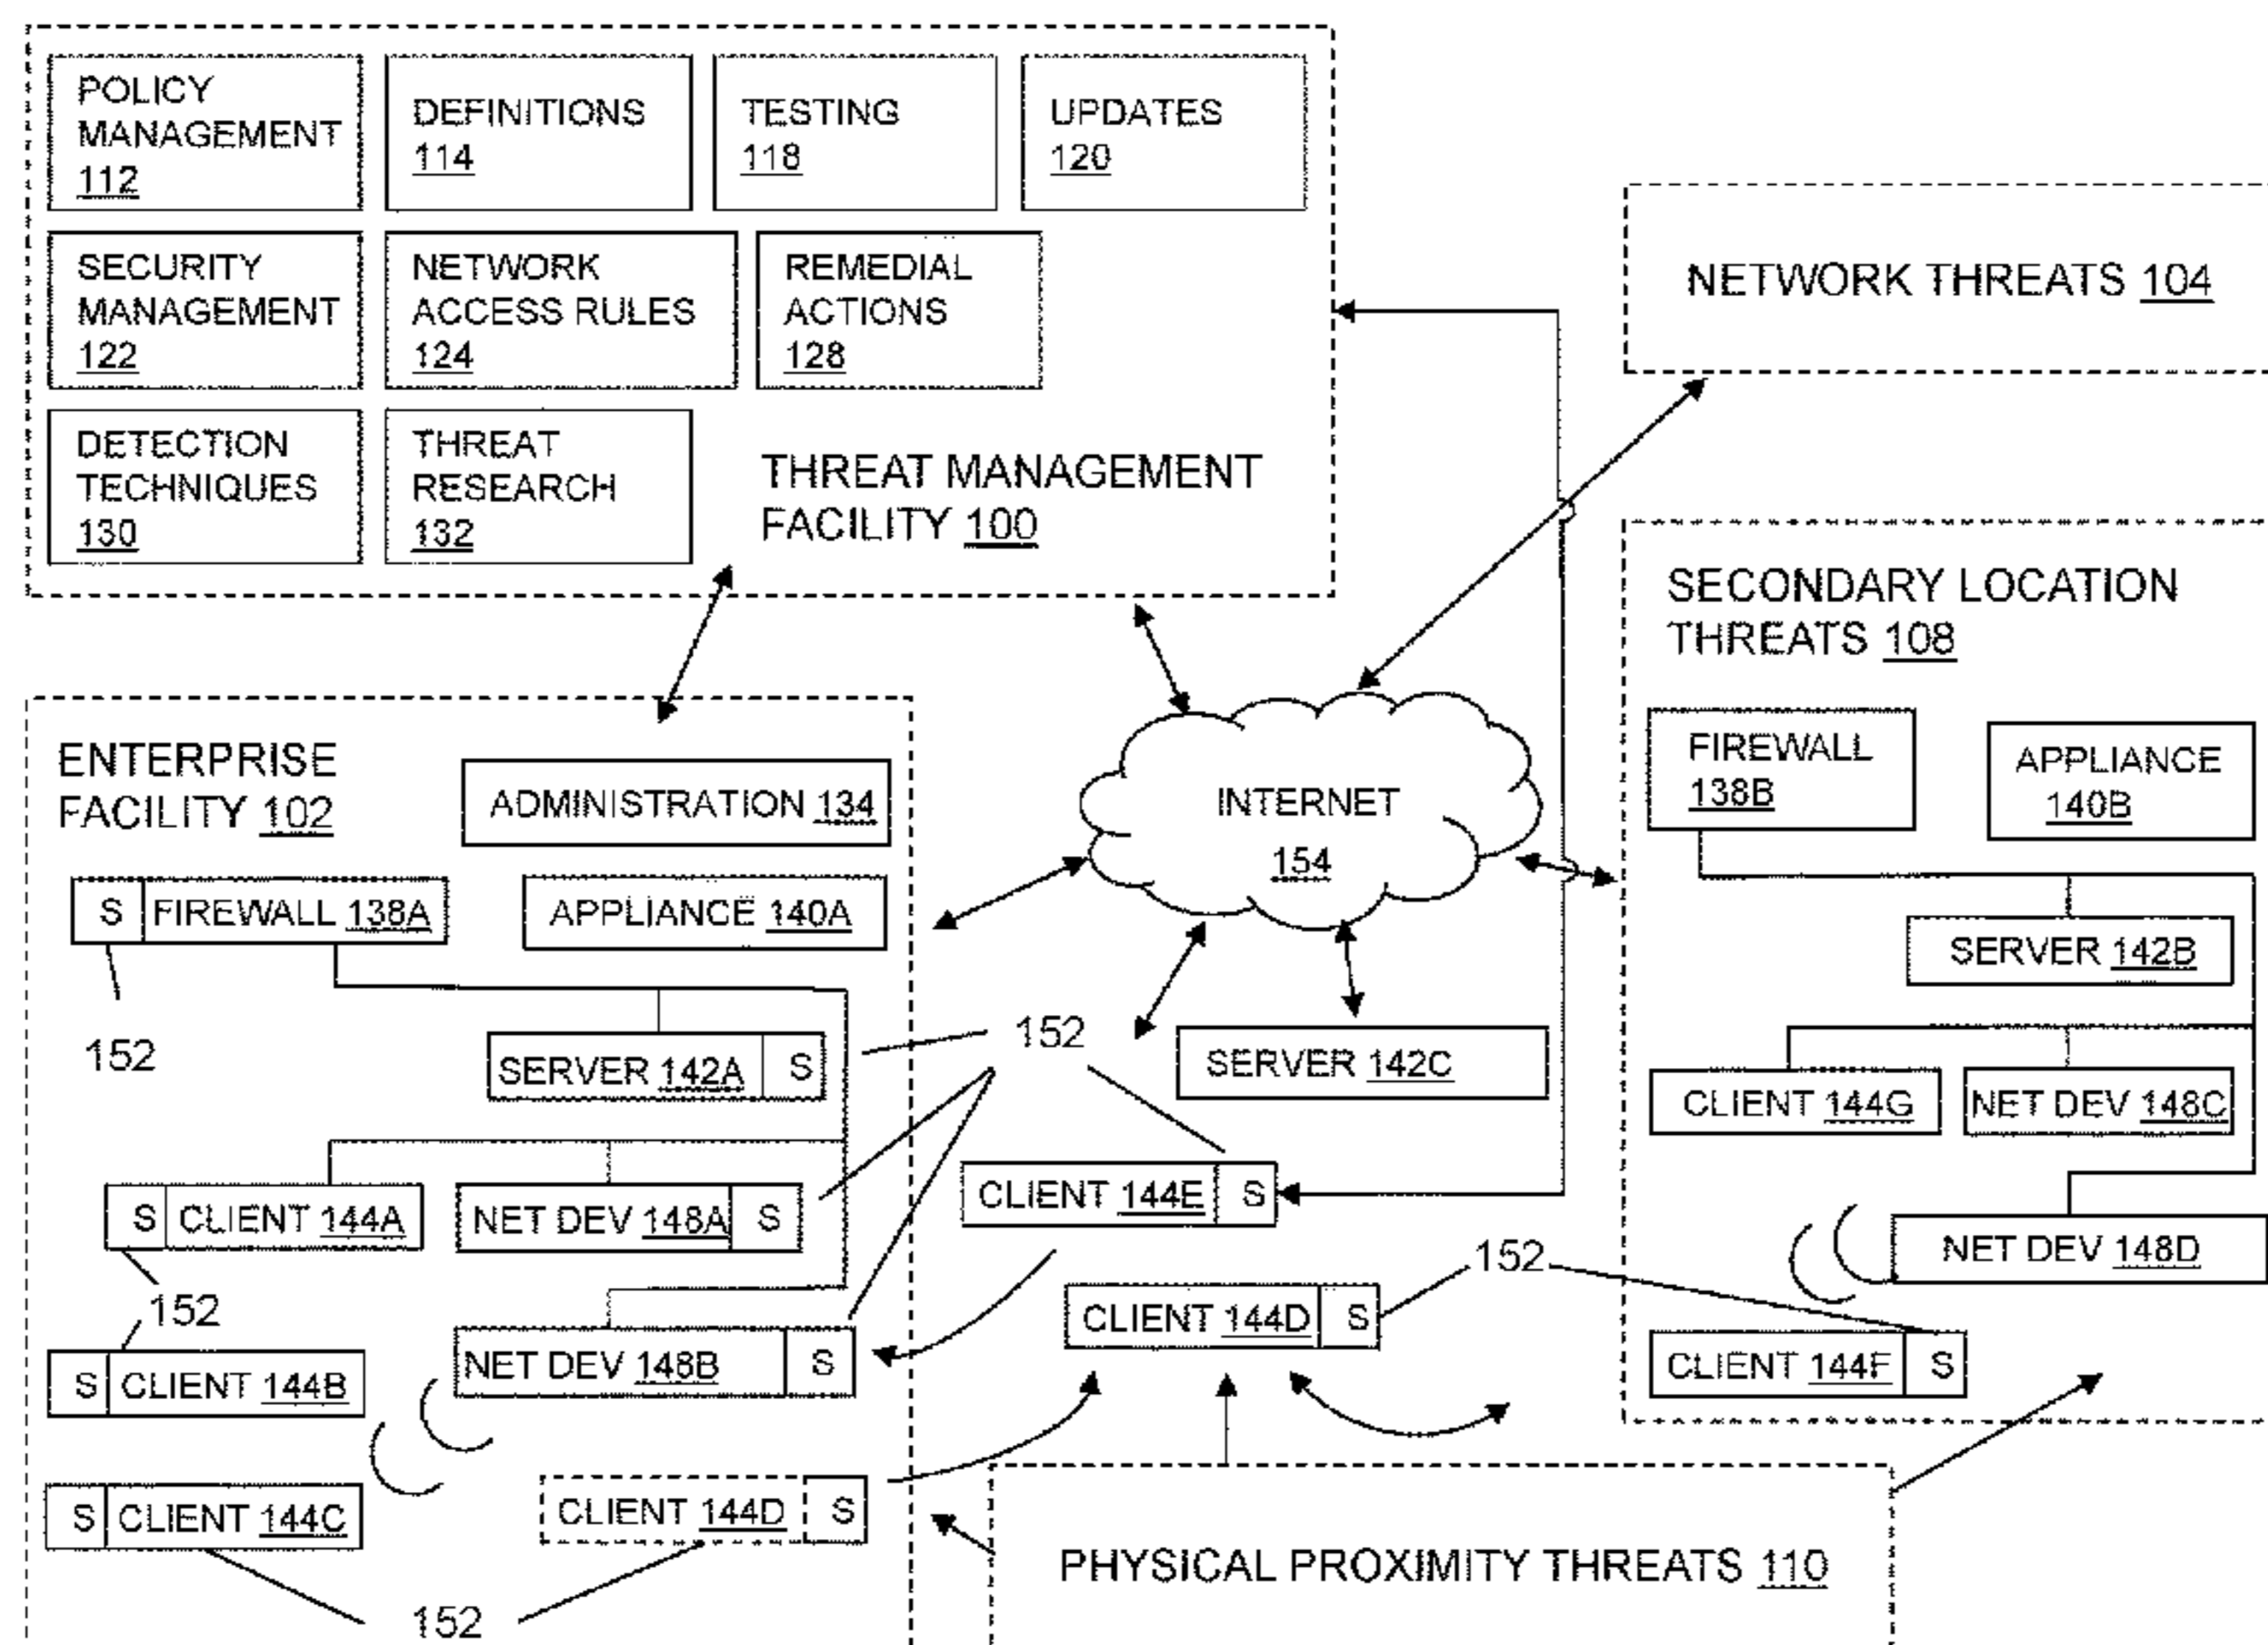 POLICY
MANAGEMENT
112
DEFINITIONS
114
TESTING
118
UPDATES
120
SECURITY
MANAGEMENT
122
NETWORK
ACCESS RULES
124
REMEDIAL
ACTIONS
128
DETECTION
TECHNIQUES
130
THREAT
RESEARCH
132
THREAT MANAGEMENT
FACILITY 100
NETWORK THREATS 104
SECONDARY LOCATION
THREATS 108
FIREWALL
138B
APPLIANCE
140B
SERVER 142B
CLIENT 144G
NET DEV 148C
NET DEV 148D
CLIENT 144F S
INTERNET
154
SERVER 142C
152
CLIENT 144E S
CLIENT 144D S
152
ENTERPRISE
FACILITY 102
ADMINISTRATION 134
S FIREWALL 138A
APPLIANCE 140A
152
SERVER 142A S
S CLIENT 144A
NET DEV 148A S
152
S CLIENT 144B
NET DEV 148B S
S CLIENT 144C
CLIENT 144D S
152
PHYSICAL PROXIMITY THREATS 110